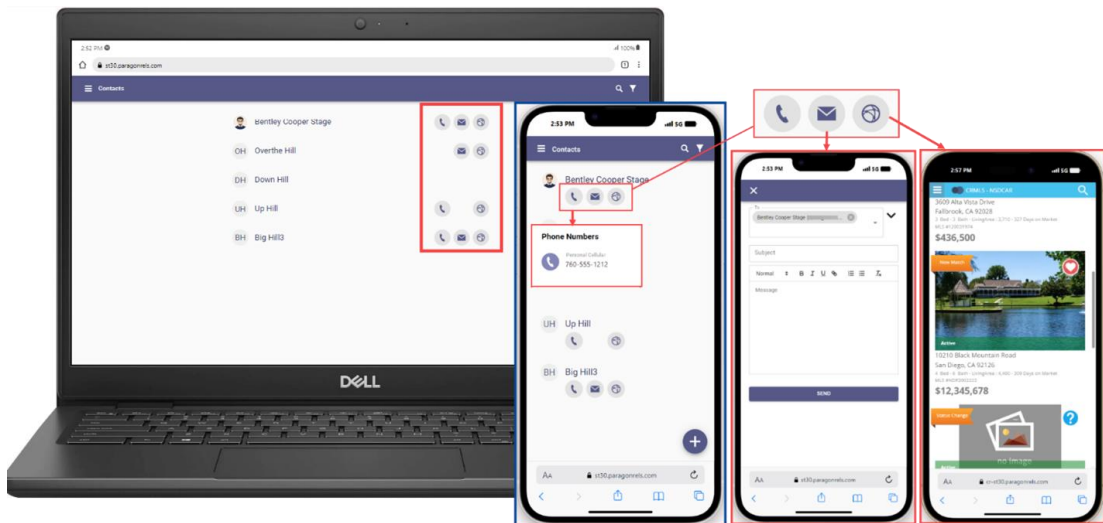 2:52 PM
100%
st30.paragonrels.com
Contacts
Bentley Cooper Stage
OH Overthe Hill
DH Down Hill
UH Up Hill
BH Big Hill3
DELL
2:53 PM
5G
Contacts
Bentley Cooper Stage
Phone Numbers
Personal Cellular
760-555-1212
UH Up Hill
BH Big Hill3
AA st30.paragonrels.com
2:53 PM
5G
To
Bentley Cooper Stage
Subject
Normal B I U
Message
SEND
AA st30.paragonrels.com
2:57 PM
5G
CRMLS - NSDCAR
3609 Alta Vista Drive
Fallbrook, CA 92028
$436,500
New Match
Active
10210 Black Mountain Road
San Diego, CA 92126
$12,345,678
Status Change
no image
Active
AA